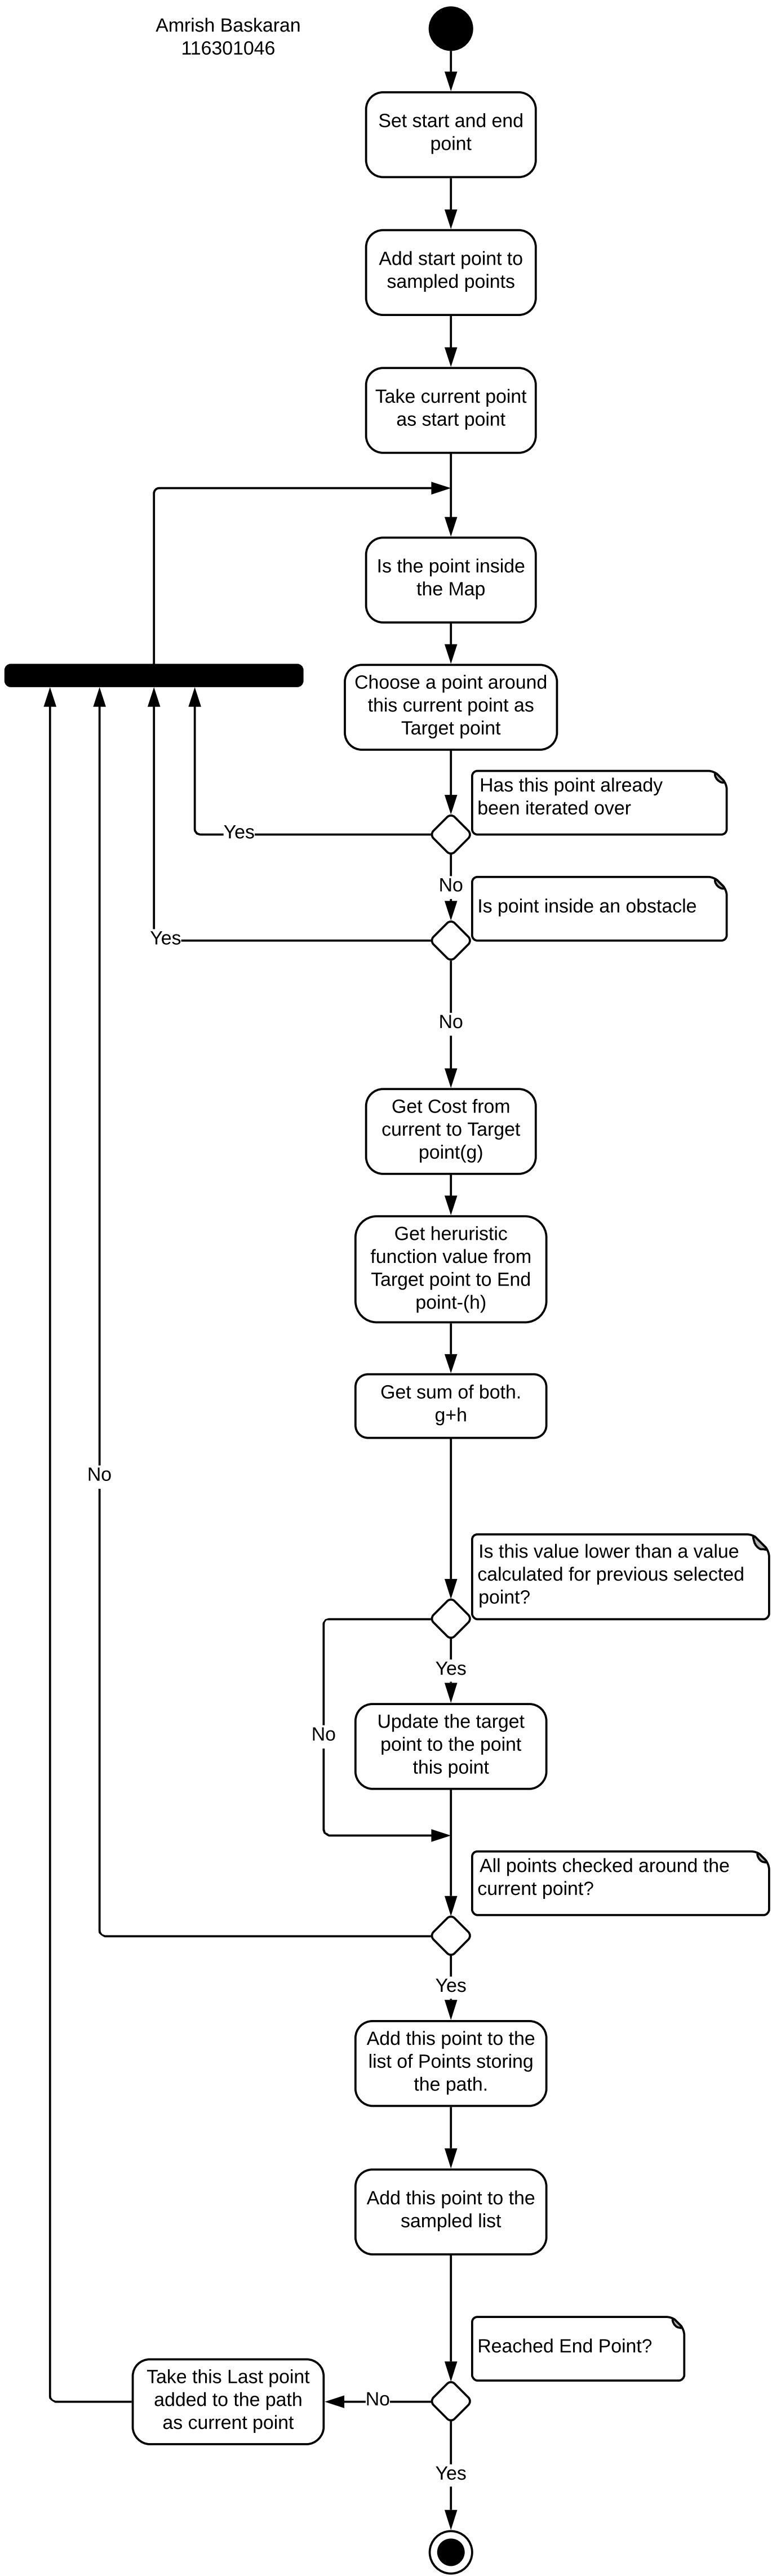 Amrish Baskaran
116301046
Set start and end
point
Add start point to
sampled points
Take current point
as start point
Is the point inside
the Map
Choose a point around
this current point as
Target point
Has this point already
been iterated over
Yes
No
Is point inside an obstacle
Yes
No
Get Cost from
current to Target
point(g)
Get heruristic
function value from
Target point to End
point-(h)
Get sum of both.
g+h
No
Is this value lower than a value
calculated for previous selected
point?
Yes
No
Update the target
point to the point
this point
All points checked around the
current point?
Yes
Add this point to the
list of Points storing
the path.
Add this point to the
sampled list
Reached End Point?
Take this Last point
added to the path
as current point
No
Yes